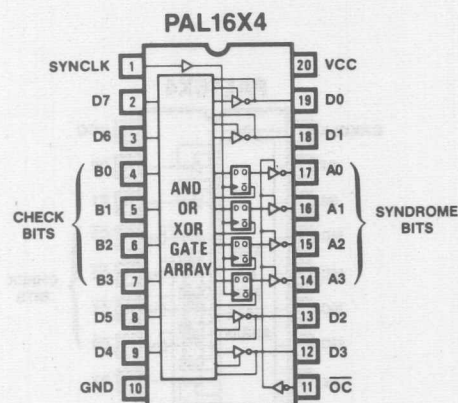 PAL16X4
SYNCLK 1 20 VCC
D7 2 19 D0
D6 3 18 D1
B0 4 D Q 17 A0
B1 5 D Q 16 A1
B2 6 D Q 15 A2
B3 7 D Q 14 A3
CHECK
BITS
AND
OR
XOR
GATE
ARRAY
SYNDROME
BITS
D5 8 13 D2
D4 9 12 D3
GND 10 11 OC